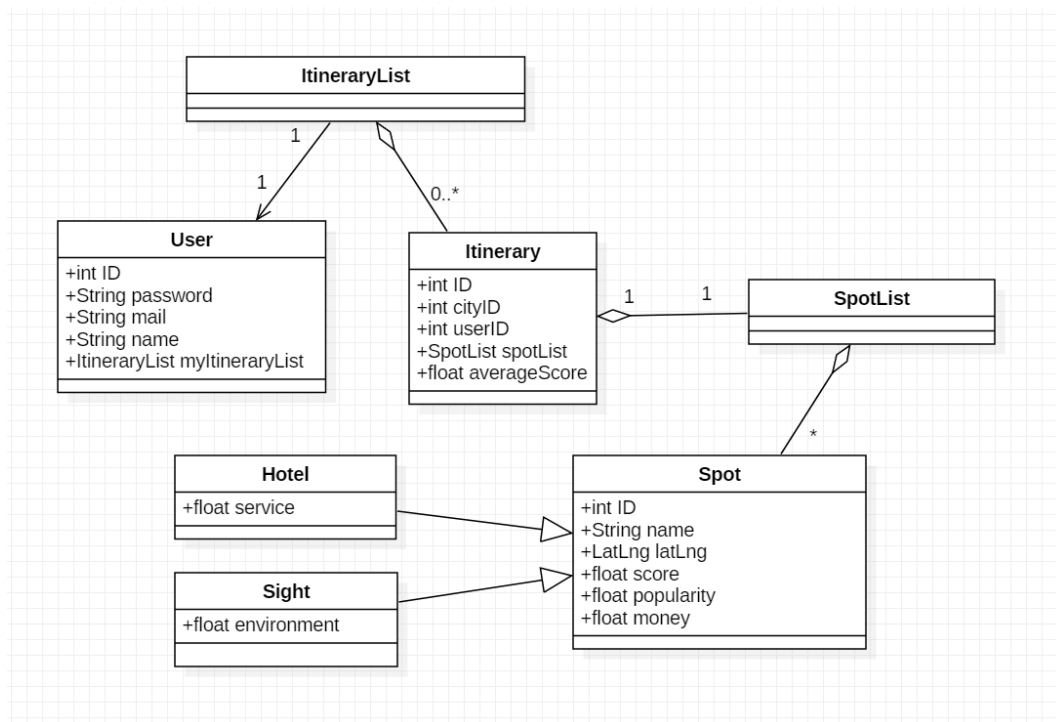 ItineraryList
1
1
0..*
User
+int ID
+String password
+String mail
+String name
+ItineraryList myItineraryList
Itinerary
+int ID
+int cityID
+int userID
+SpotList spotList
+float averageScore
1
1
SpotList
*
Hotel
+float service
Sight
+float environment
Spot
+int ID
+String name
+LatLng latLng
+float score
+float popularity
+float money